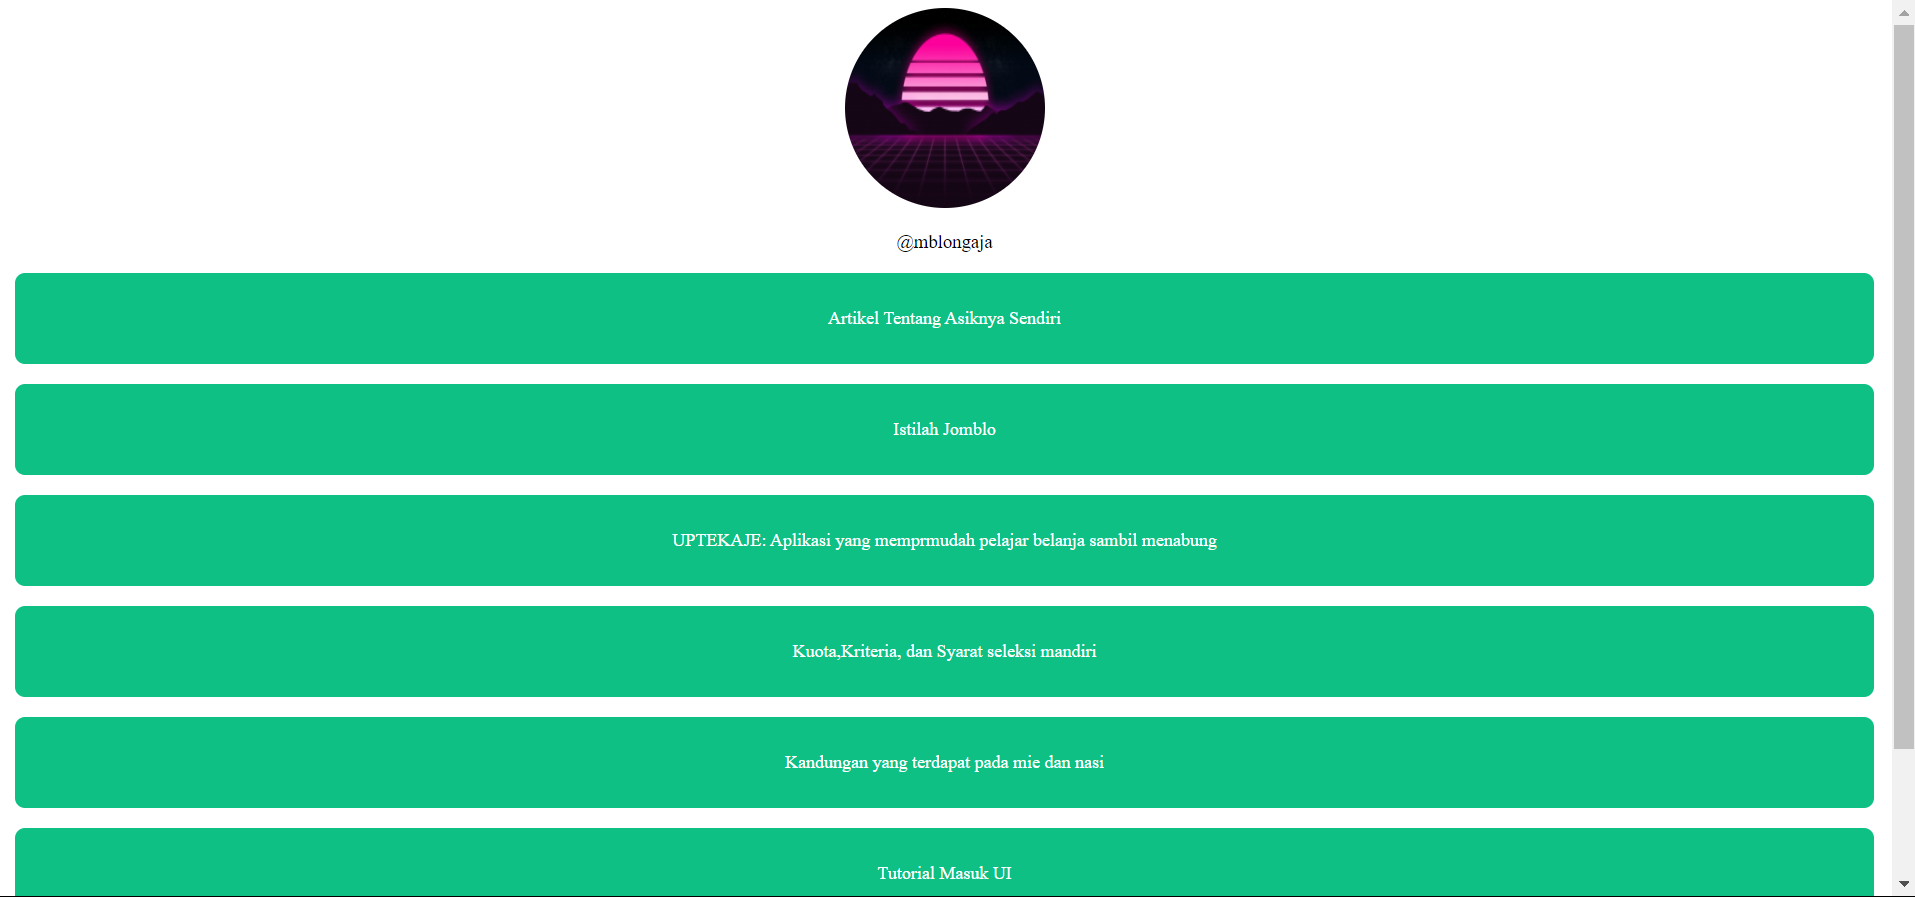 @mblongaja
Artikel Tentang Asiknya Sendiri
Istilah Jomblo
UPTEKAJE: Aplikasi yang memprmudah pelajar belanja sambil menabung
Kuota,Kriteria, dan Syarat seleksi mandiri
Kandungan yang terdapat pada mie dan nasi
Tutorial Masuk UI